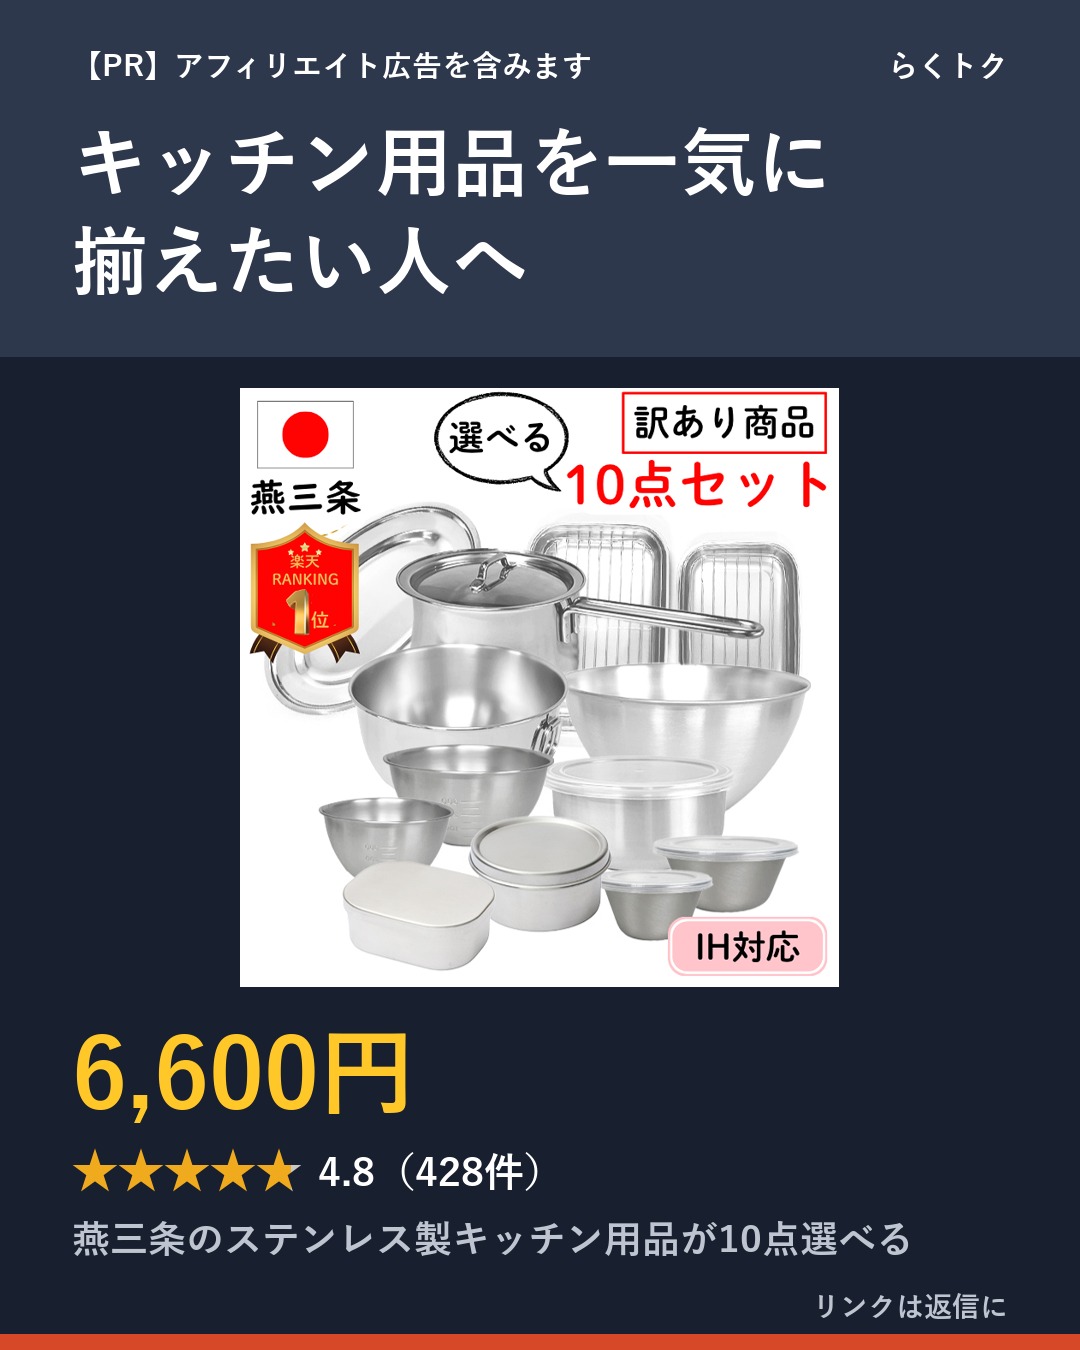 【PR】アフィリエイト広告を含みます
らくトク
キッチン用品を一気に
揃えたい人へ
選べる
訳あり商品
10点セット
燕三条
楽天
RANKING
1位
IH対応
6,600円
★★★★★ 4.8（428件）
燕三条のステンレス製キッチン用品が10点選べる
リンクは返信に